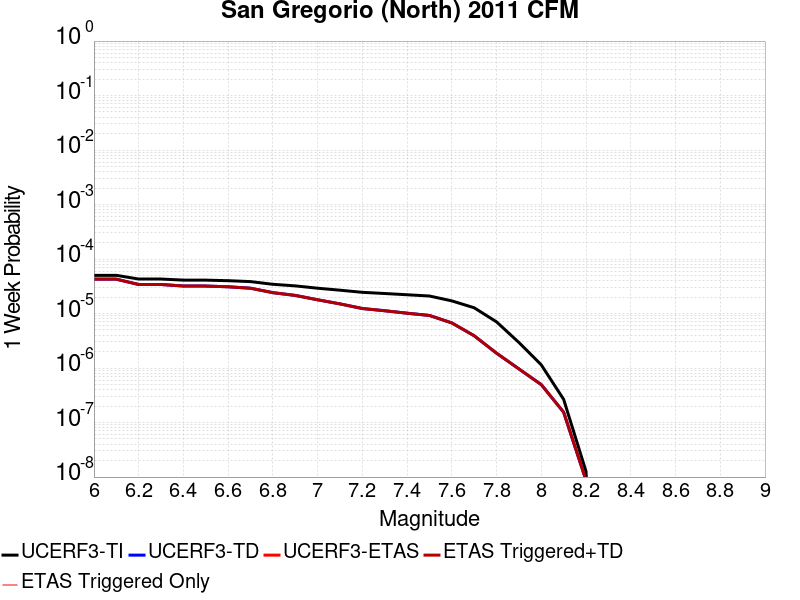 San Gregorio (North) 2011 CFM
10^0
10^-1
10^-2
10^-3
10^-4
10^-5
10^-6
10^-7
10^-8
1 Week Probability
6 6.2 6.4 6.6 6.8 7 7.2 7.4 7.6 7.8 8 8.2 8.4 8.6 8.8 9
Magnitude
UCERF3-TI UCERF3-TD UCERF3-ETAS ETAS Triggered+TD
ETAS Triggered Only